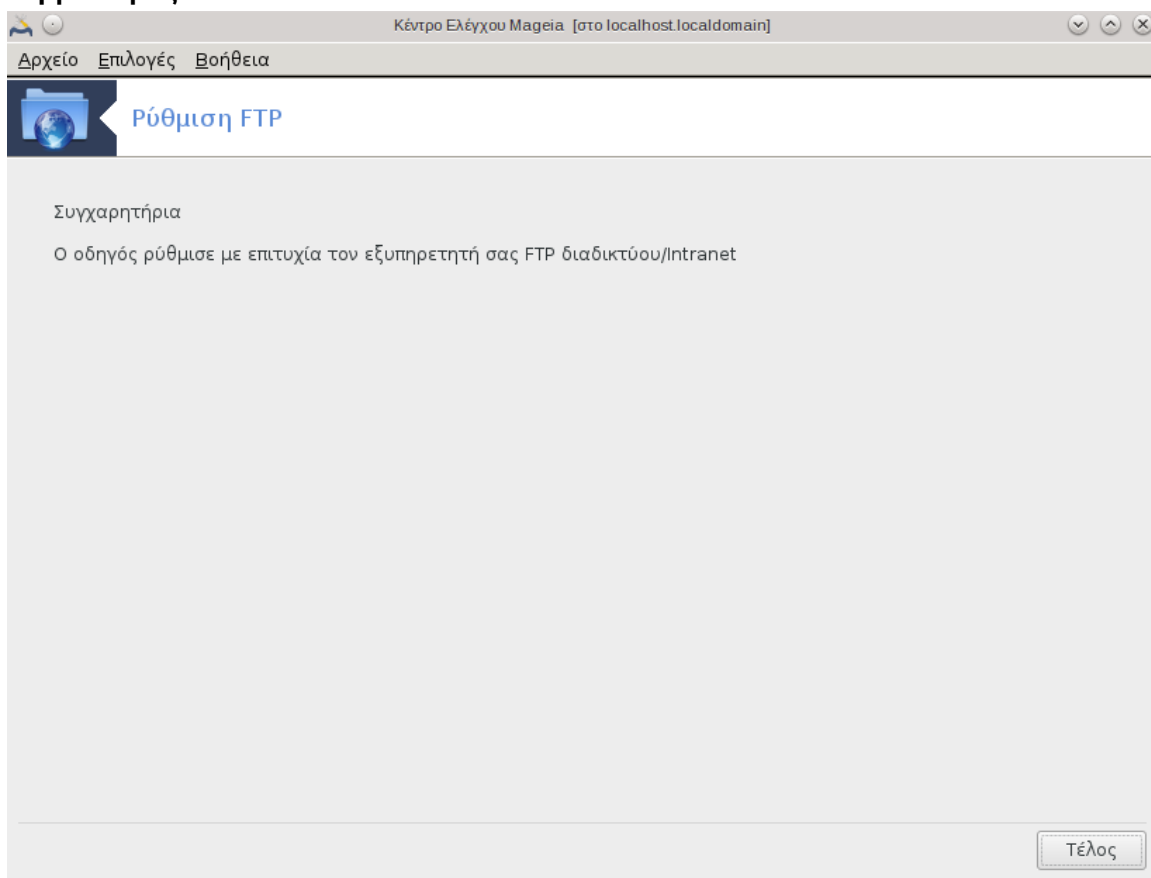 Κέντρο Ελέγχου Mageia [στο localhost.localdomain]
Αρχείο Επιλογές Βοήθεια
Ρύθμιση FTP
Συγχαρητήρια
Ο οδηγός ρύθμισε με επιτυχία τον εξυπηρετητή σας FTP διαδικτύου/Intranet
Τέλος